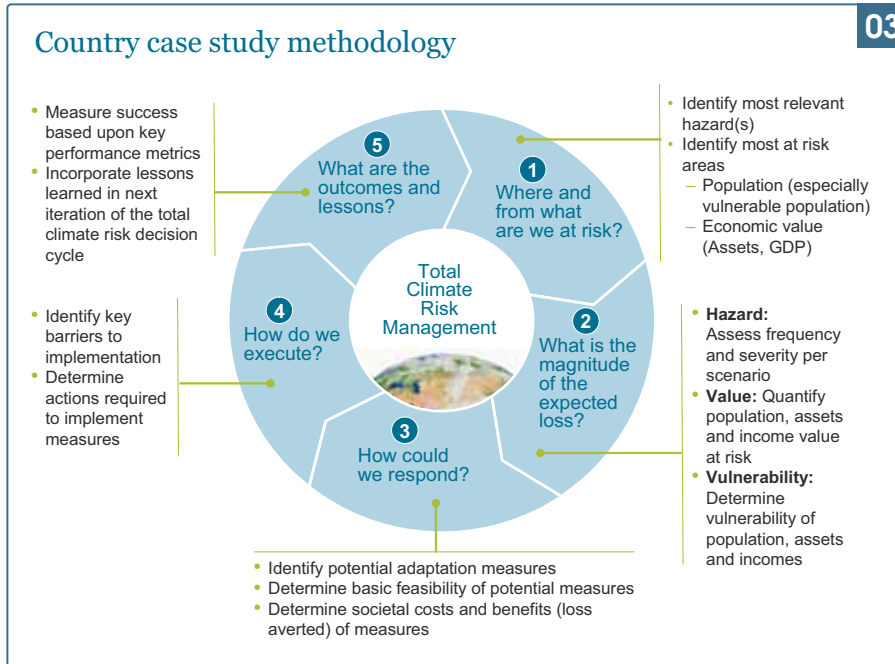 Country case study methodology
03
5
What are the
outcomes and
lessons?
1
Where and
from what
are we at risk?
2
What is the
magnitude
of the
expected
loss?
3
How could
we respond?
4
How do we
execute?
Total
Climate
Risk
Management
• Identify most relevant
hazard(s)
• Identify most at risk
areas
– Population (especially
vulnerable population)
– Economic value
(Assets, GDP)
• Hazard:
Assess frequency
and severity per
scenario
• Value: Quantify
population, assets
and income value
at risk
• Vulnerability:
Determine
vulnerability of
population, assets
and incomes
• Identify potential adaptation measures
• Determine basic feasibility of potential measures
• Determine societal costs and benefits (loss
averted) of measures
• Identify key
barriers to
implementation
• Determine
actions required
to implement
measures
• Measure success
based upon key
performance metrics
• Incorporate lessons
learned in next
iteration of the total
climate risk decision
cycle